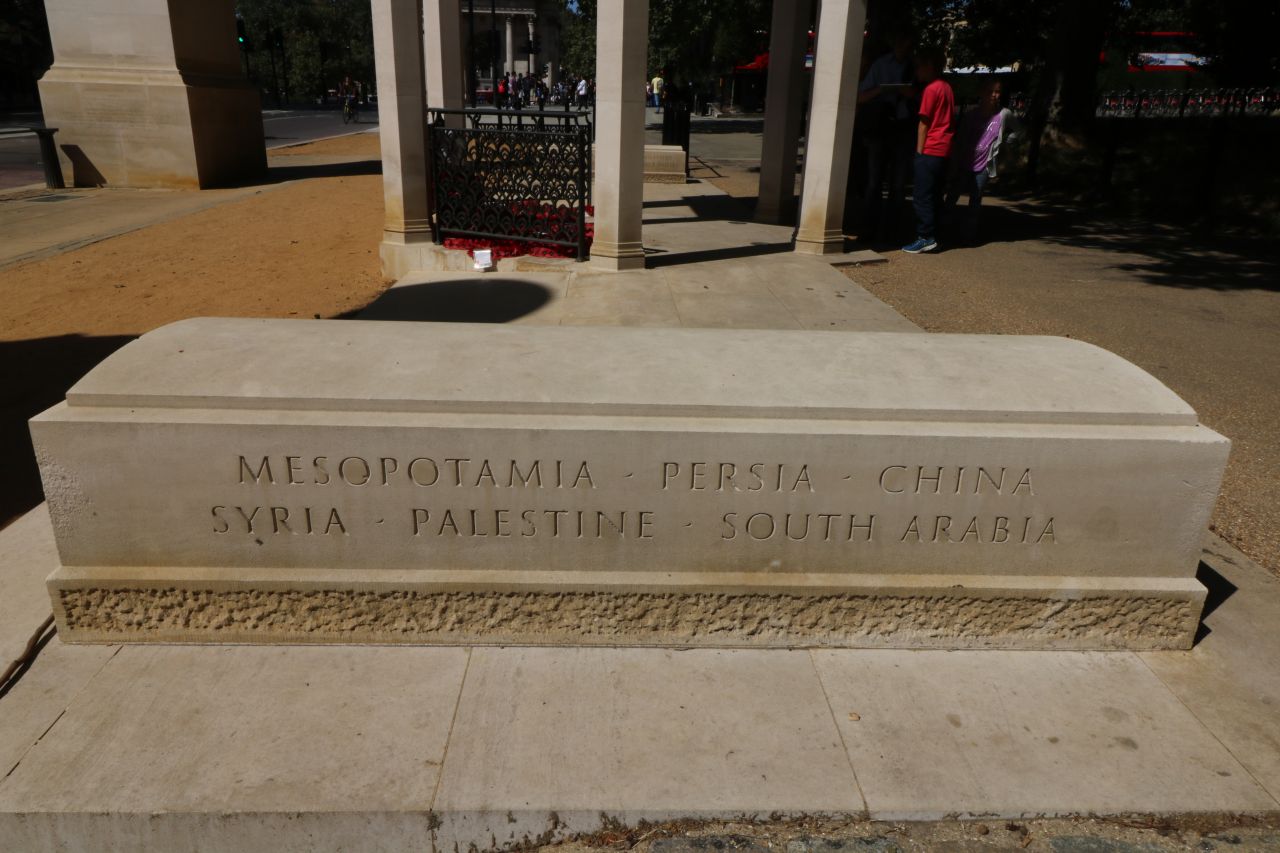 MESOPOTAMIA · PERSIA · CHINA
SYRIA · PALESTINE · SOUTH ARABIA